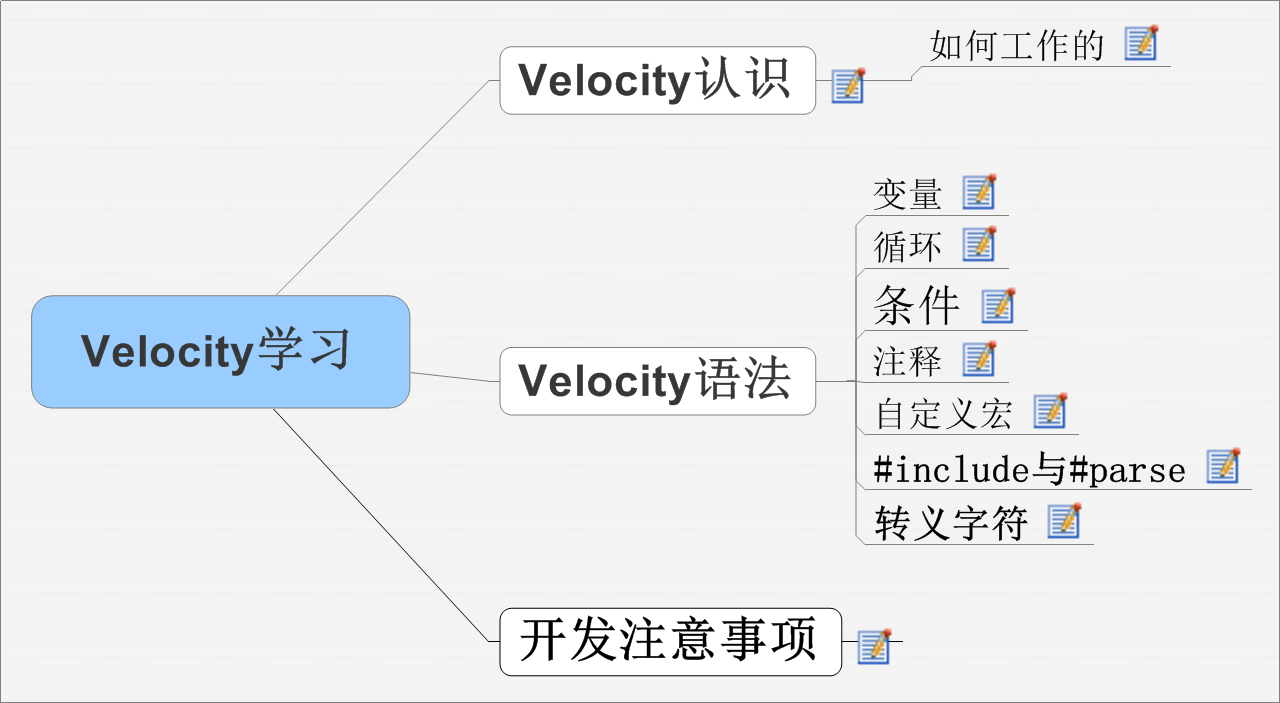 Velocity学习
Velocity认识
如何工作的
Velocity语法
变量
循环
条件
注释
自定义宏
#include与#parse
转义字符
开发注意事项